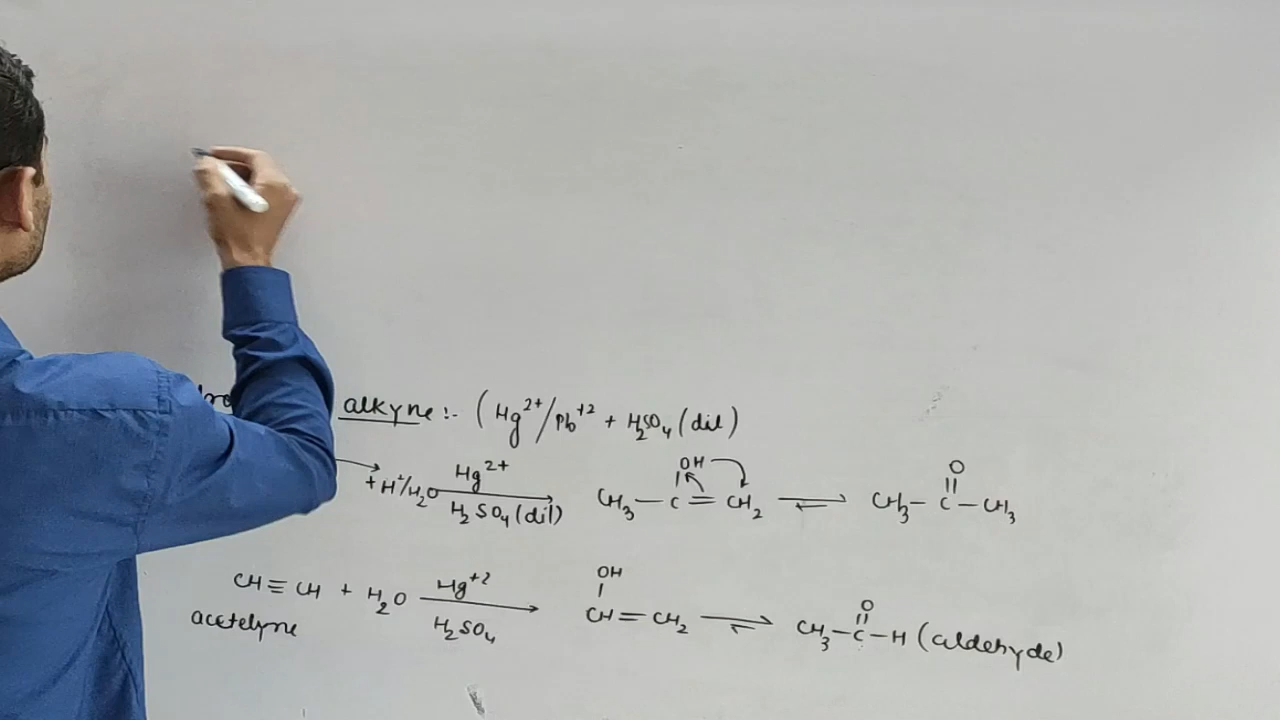 alkyne :- (Hg²⁺/Pb⁺² + H₂SO₄ (dil)
+ H⁺/H₂O Hg²⁺ H₂SO₄ (dil) CH₃ — C = CH₂ OH ⇌ CH₃ — C — CH₃ O
CH ≡ CH + H₂O Hg⁺² H₂SO₄ OH CH = CH₂ ⇌ CH₃ — C — H O (aldehyde)
acetelyne